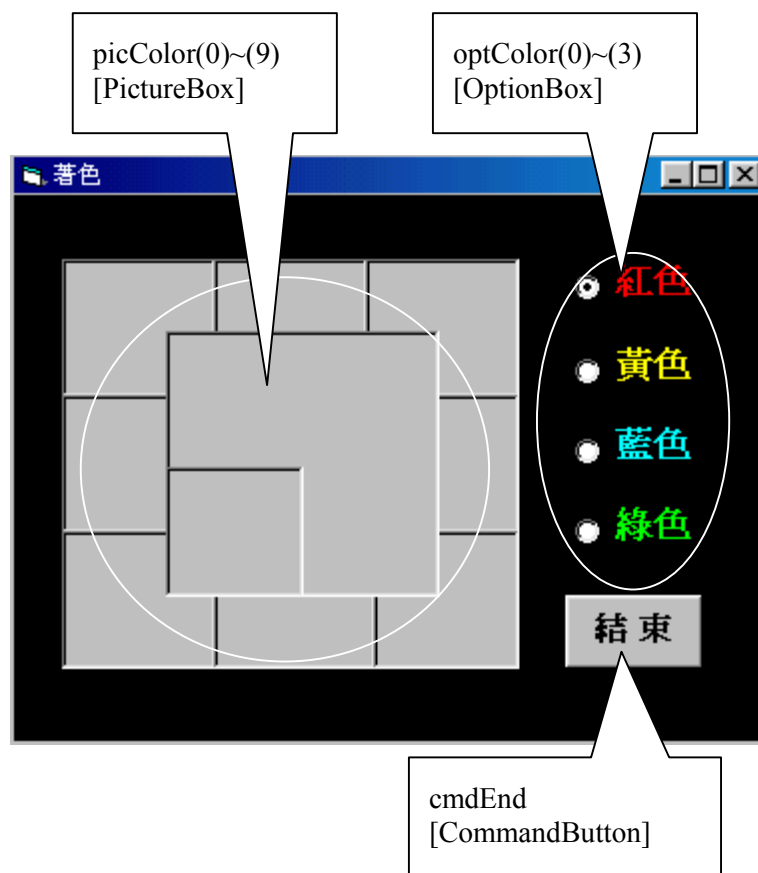 picColor(0)~(9)
[PictureBox]
optColor(0)~(3)
[OptionBox]
著色
紅色
黃色
藍色
綠色
結束
cmdEnd
[CommandButton]